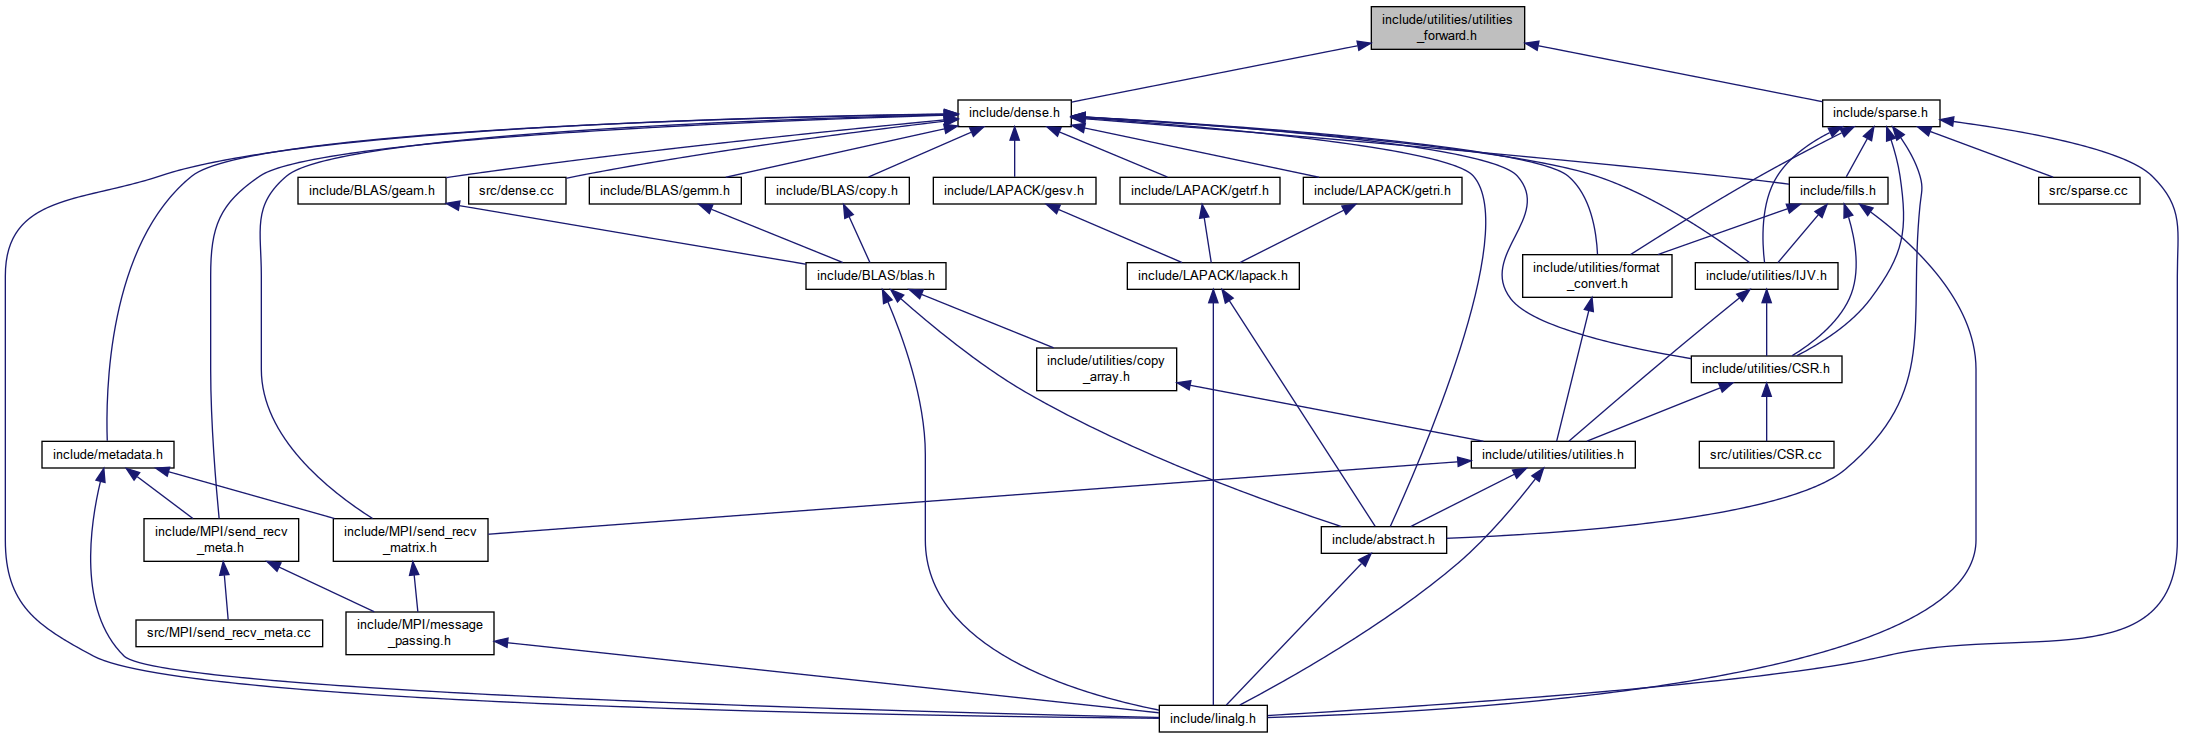 include/utilities/utilities
_forward.h
include/dense.h
include/sparse.h
include/BLAS/geam.h
src/dense.cc
include/BLAS/gemm.h
include/BLAS/copy.h
include/LAPACK/gesv.h
include/LAPACK/getrf.h
include/LAPACK/getri.h
include/fills.h
src/sparse.cc
include/BLAS/blas.h
include/LAPACK/lapack.h
include/utilities/format
_convert.h
include/utilities/IJV.h
include/utilities/copy
_array.h
include/utilities/CSR.h
include/metadata.h
include/utilities/utilities.h
src/utilities/CSR.cc
include/MPI/send_recv
_meta.h
include/MPI/send_recv
_matrix.h
include/abstract.h
src/MPI/send_recv_meta.cc
include/MPI/message
_passing.h
include/linalg.h